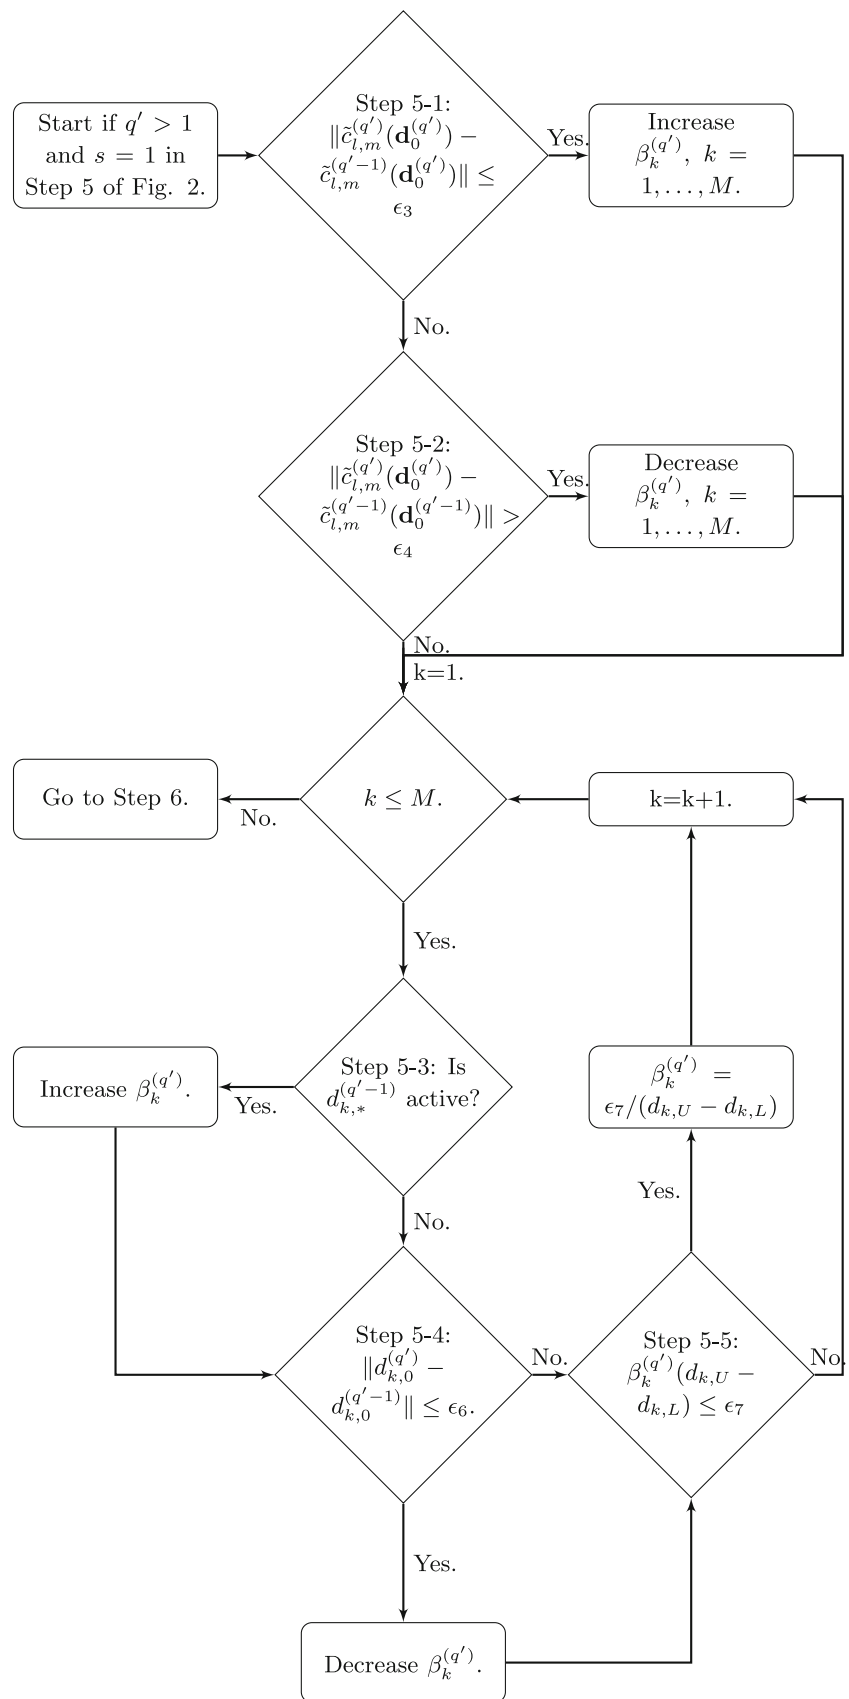 Start if q′ > 1
and s = 1 in
Step 5 of Fig. 2.
Step 5-1:
‖c̃_{l,m}^{(q′)}(𝐝_0^{(q′)}) −
c̃_{l,m}^{(q′−1)}(𝐝_0^{(q′)})‖ ≤
ϵ_3
Yes.
Increase
β_k^{(q′)}, k =
1, . . . , M.
No.
Step 5-2:
‖c̃_{l,m}^{(q′)}(𝐝_0^{(q′)}) −
c̃_{l,m}^{(q′−1)}(𝐝_0^{(q′−1)})‖ >
ϵ_4
Yes.
Decrease
β_k^{(q′)}, k =
1, . . . , M.
No.
k=1.
Go to Step 6.
No.
k ≤ M.
k=k+1.
Yes.
Increase β_k^{(q′)}.
Yes.
Step 5-3: Is
d_{k,∗}^{(q′−1)} active?
β_k^{(q′)} =
ϵ_7/(d_{k,U} − d_{k,L})
Yes.
No.
Step 5-4:
‖d_{k,0}^{(q′)} −
d_{k,0}^{(q′−1)}‖ ≤ ϵ_6.
No.
Step 5-5:
β_k^{(q′)}(d_{k,U} −
d_{k,L}) ≤ ϵ_7
No.
Yes.
Decrease β_k^{(q′)}.